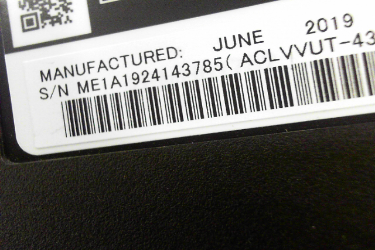 MANUFACTURED: JUNE 2019
S/N ME1A1924143785( ACLVVUT-43